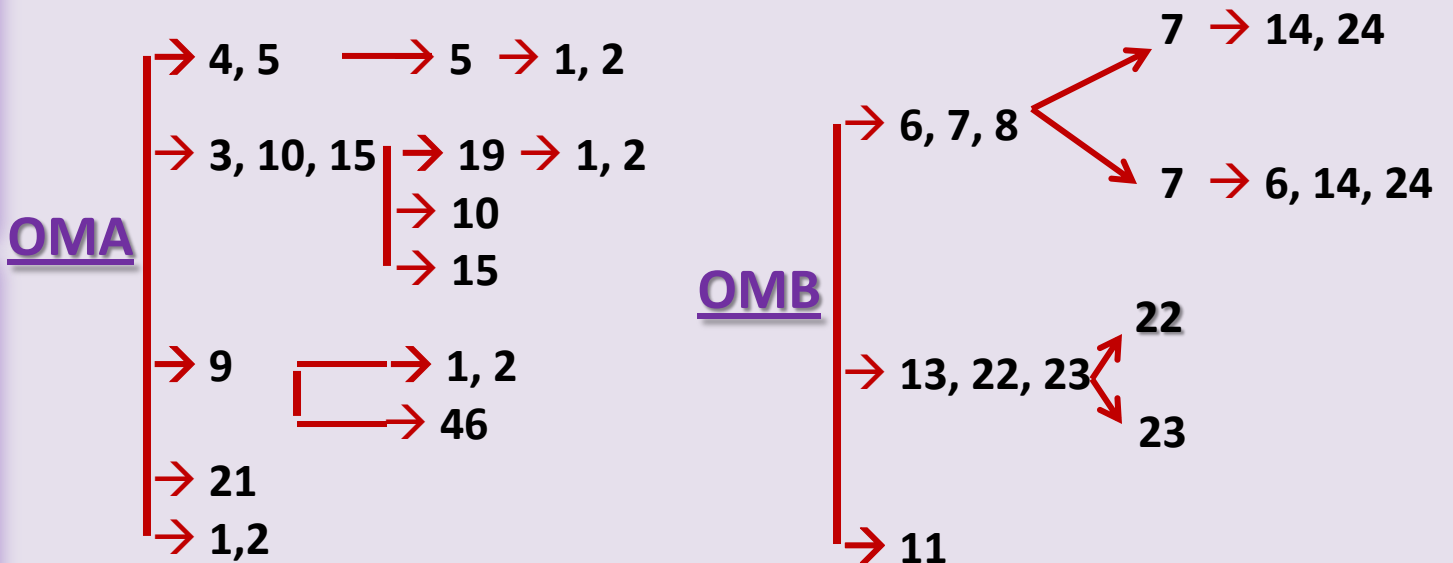 OMA
→ 4, 5 → 5 → 1, 2
→ 3, 10, 15 → 19 → 1, 2
→ 10
→ 15
→ 9 → 1, 2
→ 46
→ 21
→ 1,2
OMB
→ 6, 7, 8
7 → 14, 24
7 → 6, 14, 24
→ 13, 22, 23
22
23
→ 11